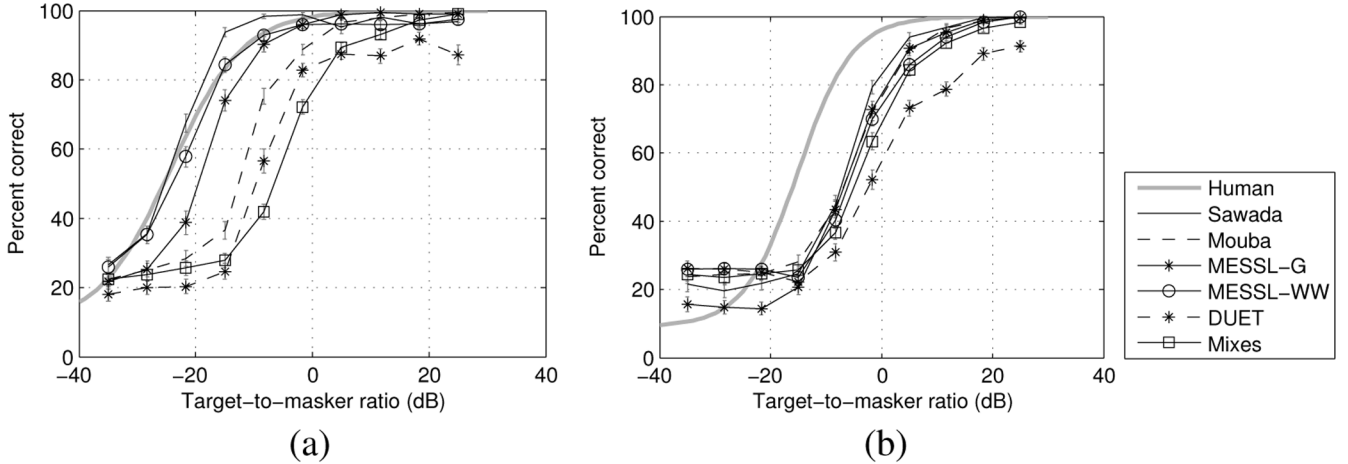 100
80
60
40
20
0
−40
−20
0
20
40
Percent correct
Target−to−masker ratio (dB)
(a)
100
80
60
40
20
0
−40
−20
0
20
40
Percent correct
Target−to−masker ratio (dB)
(b)
Human
Sawada
Mouba
MESSL−G
MESSL−WW
DUET
Mixes